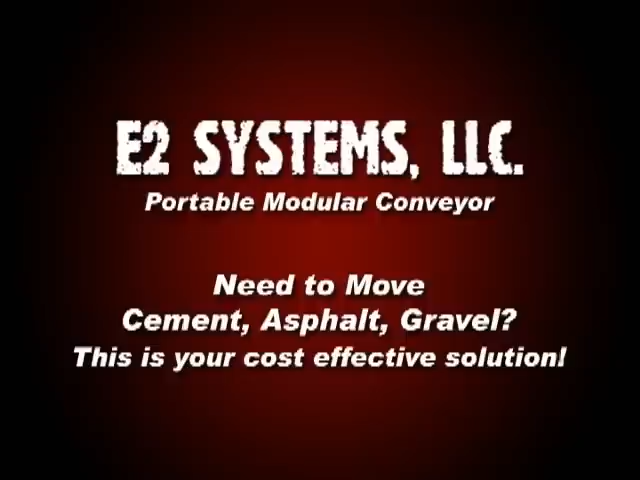 E2 SYSTEMS, LLC.
Portable Modular Conveyor
Need to Move
Cement, Asphalt, Gravel?
This is your cost effective solution!